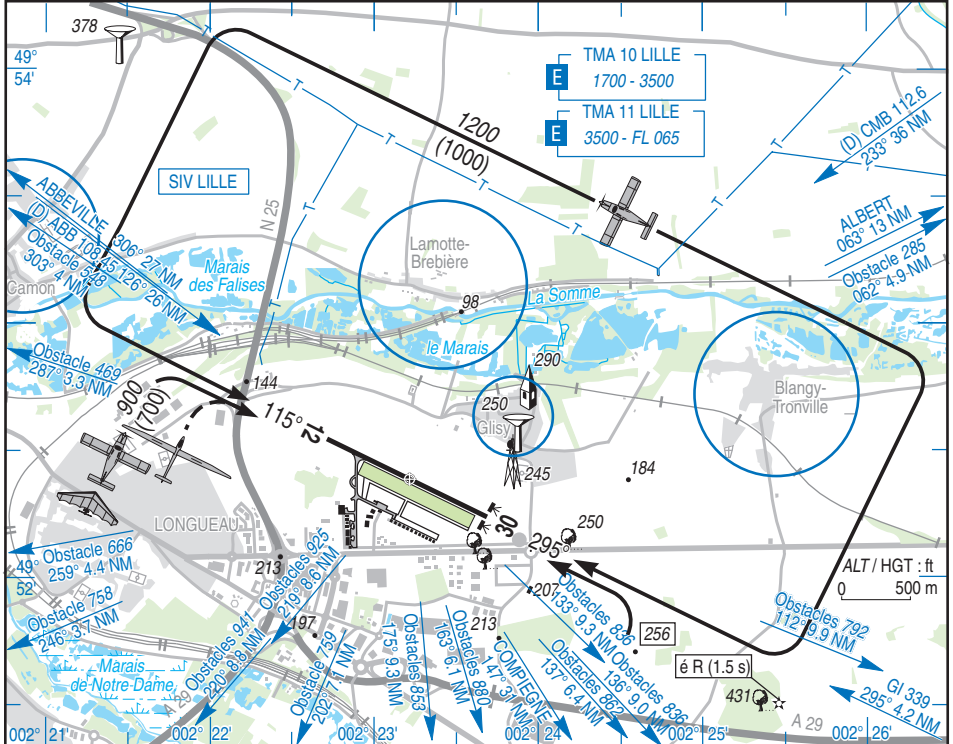 378
49°
54'
TMA 10 LILLE
E
1700 - 3500
TMA 11 LILLE
E
3500 - FL 065
1200
(1000)
(D) CMB 112.6
233° 36 NM
SIV LILLE
N 25
ABBEVILLE
306° 27 NM
(D) ABB 108.45 126° 26 NM
303° 4 NM
Camon
Marais
des Falises
Lamotte-
Brebière
98
La Somme
le Marais
ALBERT
063° 13 NM
Obstacle 285
062° 4.9 NM
Obstacle 469
287° 3.3 NM
144
290
250
Glisy
245
Blangy-
Tronville
184
900
(700)
115°
12
30
295°
250
LONGUEAU
213
Obstacle 666
259° 4.4 NM
49°
52'
Obstacle 758
246° 3.7 NM
Marais
de Notre-Dame
A 29
Obstacles 925
219° 8.6 NM
Obstacles 941
220° 8.8 NM
197
Obstacles 759
202° 7.1 NM
Obstacles 853
177° 9.3 NM
Obstacles 880
163° 6.1 NM
213
COMPIEGNE
207
133° 9.3 NM
Obstacles 862
137° 6.4 NM
Obstacles 836
136° 9.0 NM
256
é R (1.5 s)
431
ALT / HGT : ft
0
500 m
Obstacles 792
112° 9.9 NM
GI 339
295° 4.2 NM
A 29
002° 21'
002° 22'
002° 23'
002° 24'
002° 25'
002° 26'